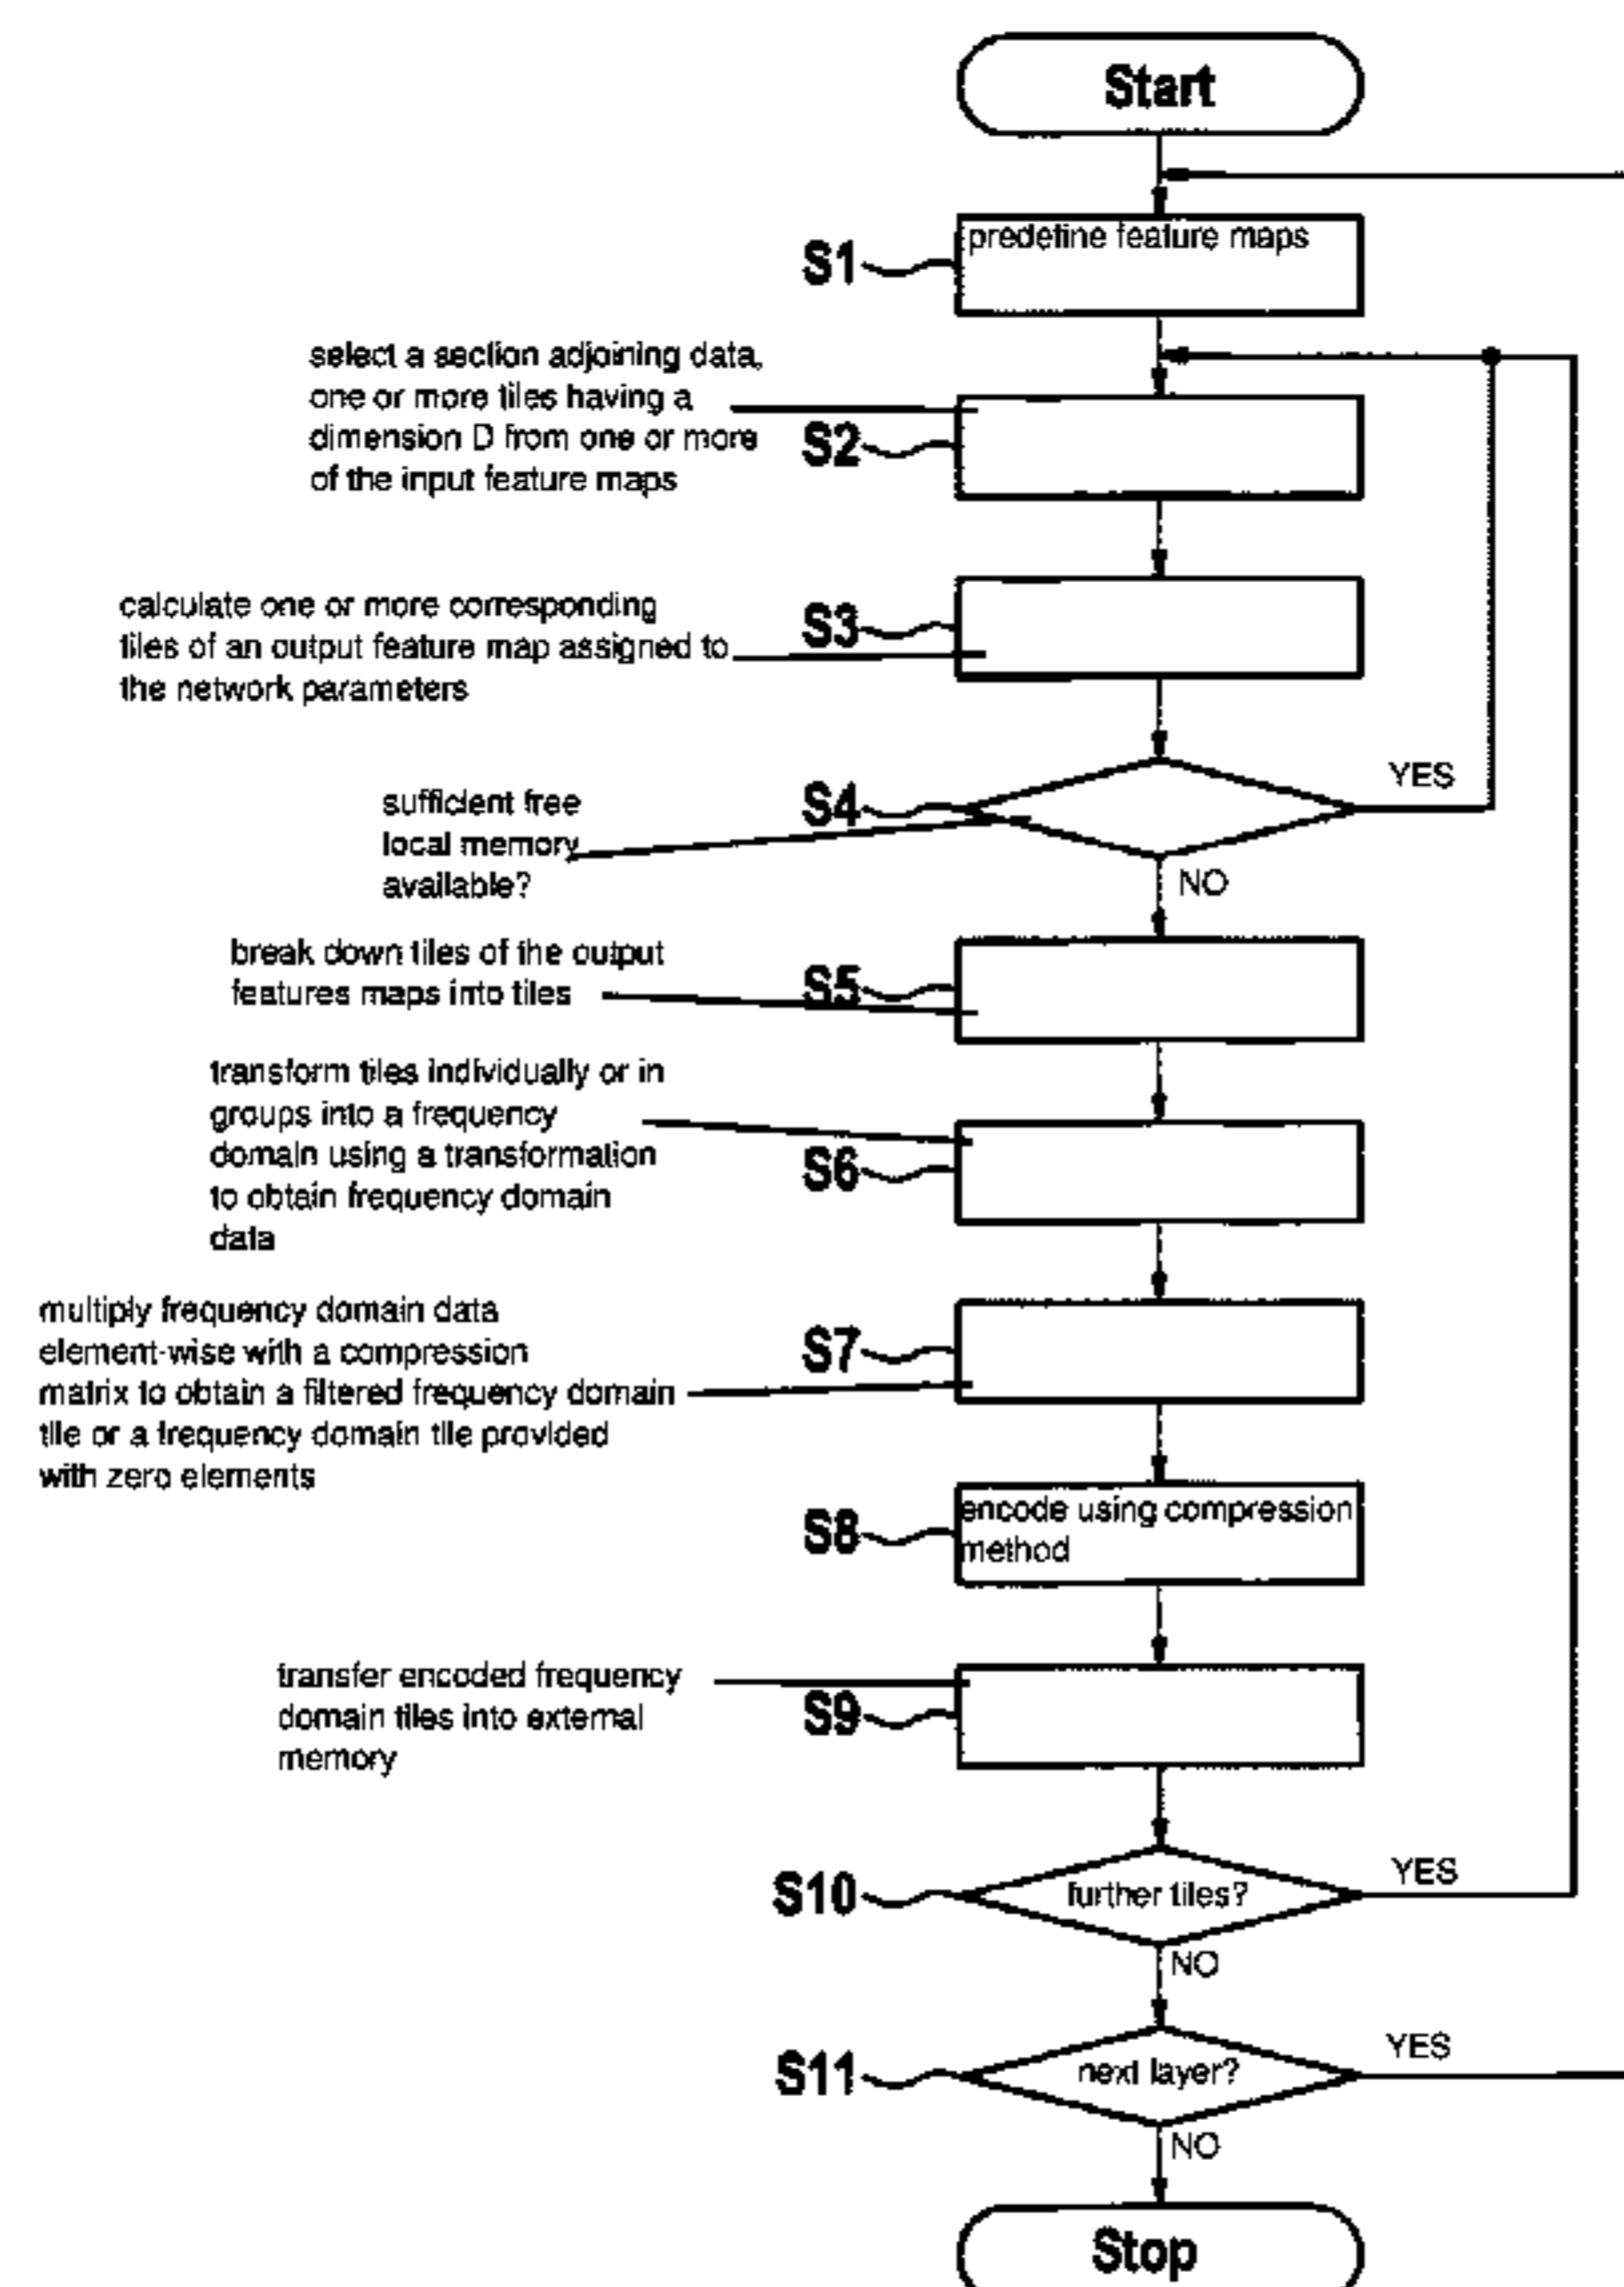 Start
predefine feature maps
S1
select a section adjoining data,
one or more tiles having a
dimension D from one or more
of the input feature maps
S2
calculate one or more corresponding
tiles of an output feature map assigned to
the network parameters
S3
sufficient free
local memory
available?
S4
YES
NO
break down tiles of the output
features maps into tiles
S5
transform tiles individually or in
groups into a frequency
domain using a transformation
to obtain frequency domain
data
S6
multiply frequency domain data
element-wise with a compression
matrix to obtain a filtered frequency domain
tile or a frequency domain tile provided
with zero elements
S7
encode using compression
method
S8
transfer encoded frequency
domain tiles into external
memory
S9
S10
further tiles?
YES
NO
S11
next layer?
YES
NO
Stop